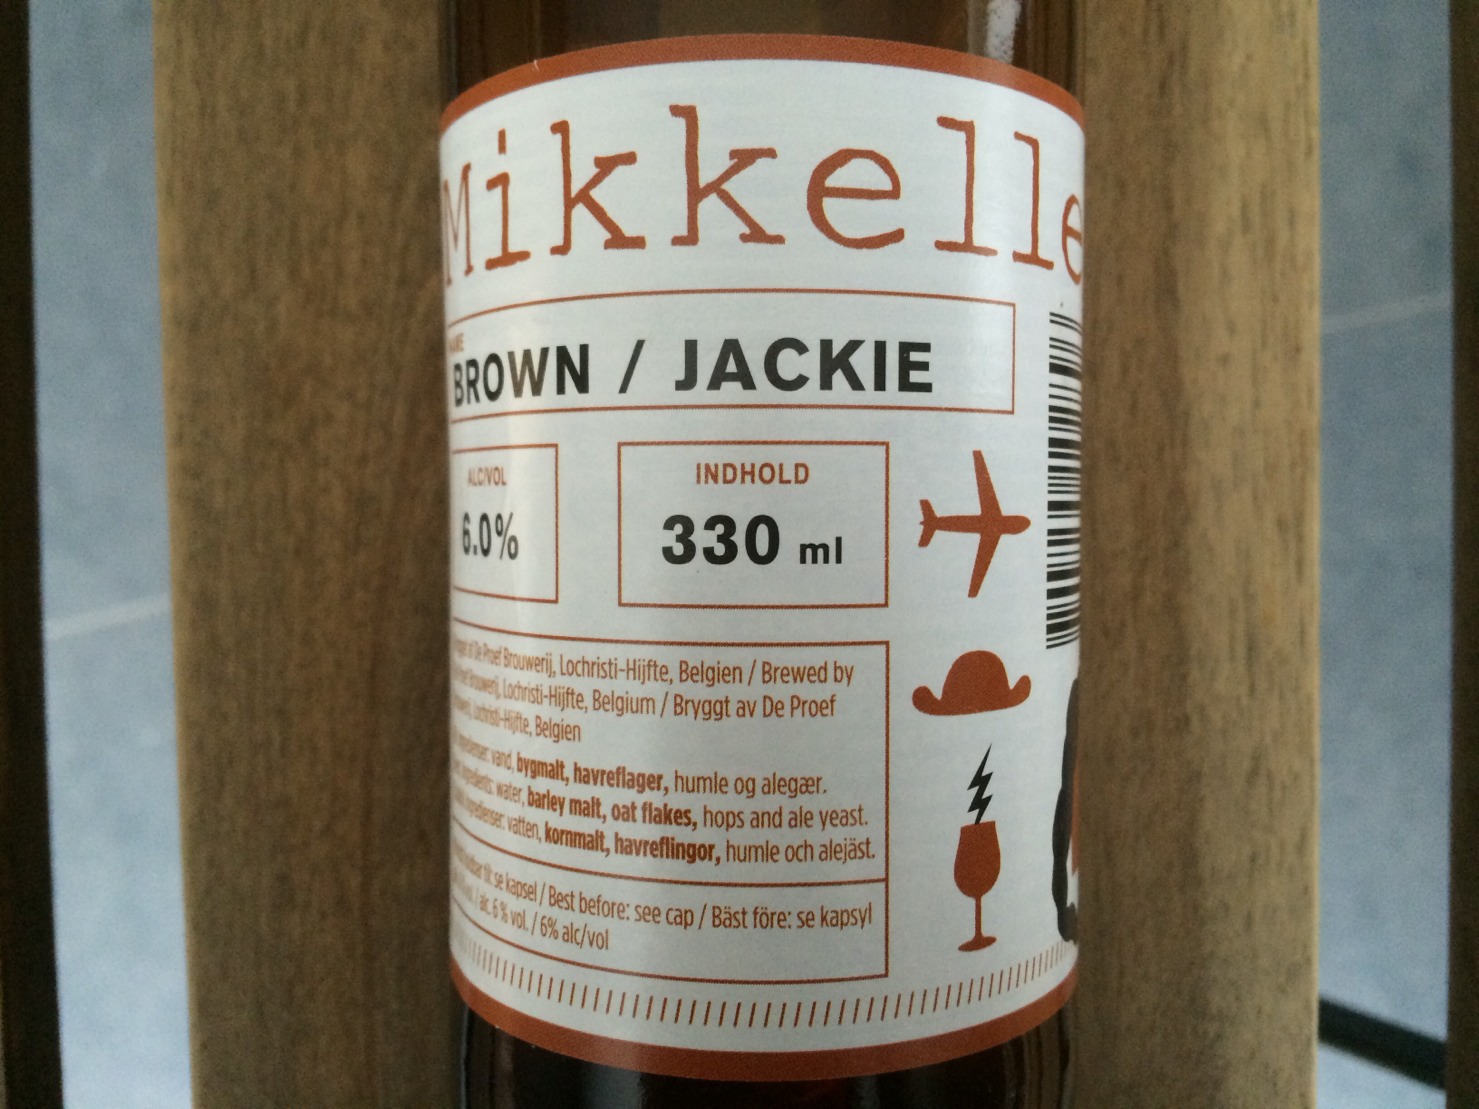 Mikkelle
NAME
BROWN / JACKIE
ALC/VOL
6.0%
INDHOLD
330 ml
De Proef Brouwerij, Lochristi-Hijfte, Belgien / Brewed by
Brouwerij, Lochristi-Hijfte, Belgium / Bryggt av De Proef
Lochristi-Hijfte, Belgien
vand, bygmalt, havreflager, humle og alegær.
water, barley malt, oat flakes, hops and ale yeast.
vatten, kornmalt, havreflingor, humle och alejäst.
se kapsel / Best before: see cap / Bäst före: se kapsyl
alc. 6 % vol. / 6% alc/vol